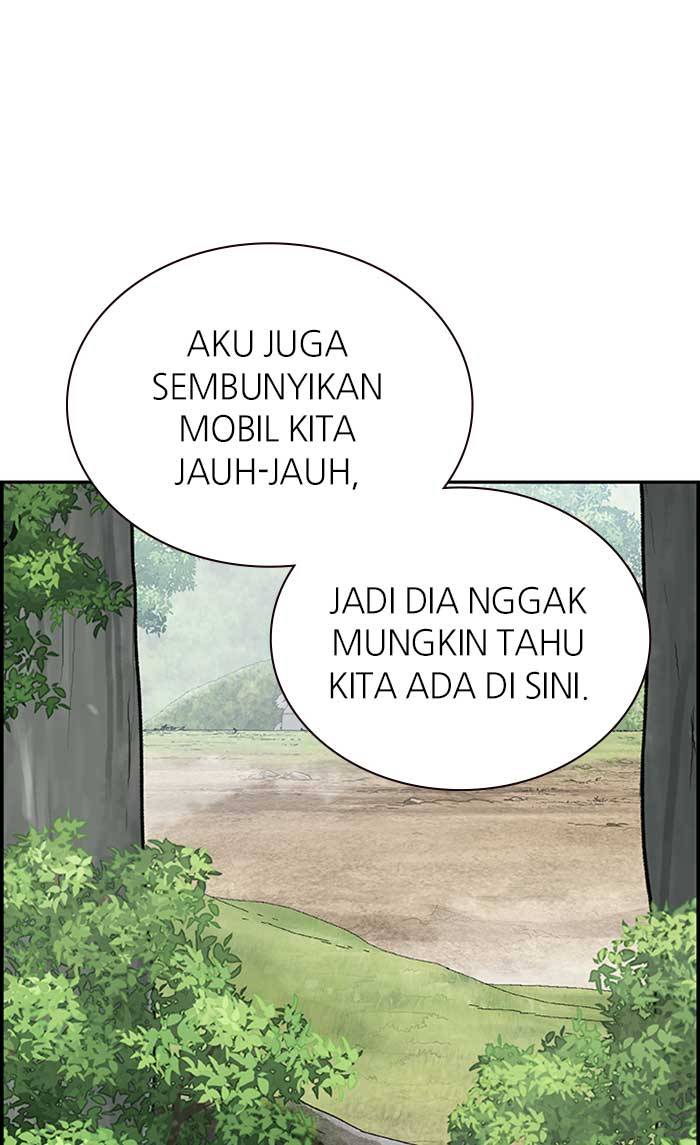 AKU JUGA
SEMBUNYIKAN
MOBIL KITA
JAUH-JAUH,
JADI DIA NGGAK
MUNGKIN TAHU
KITA ADA DI SINI.